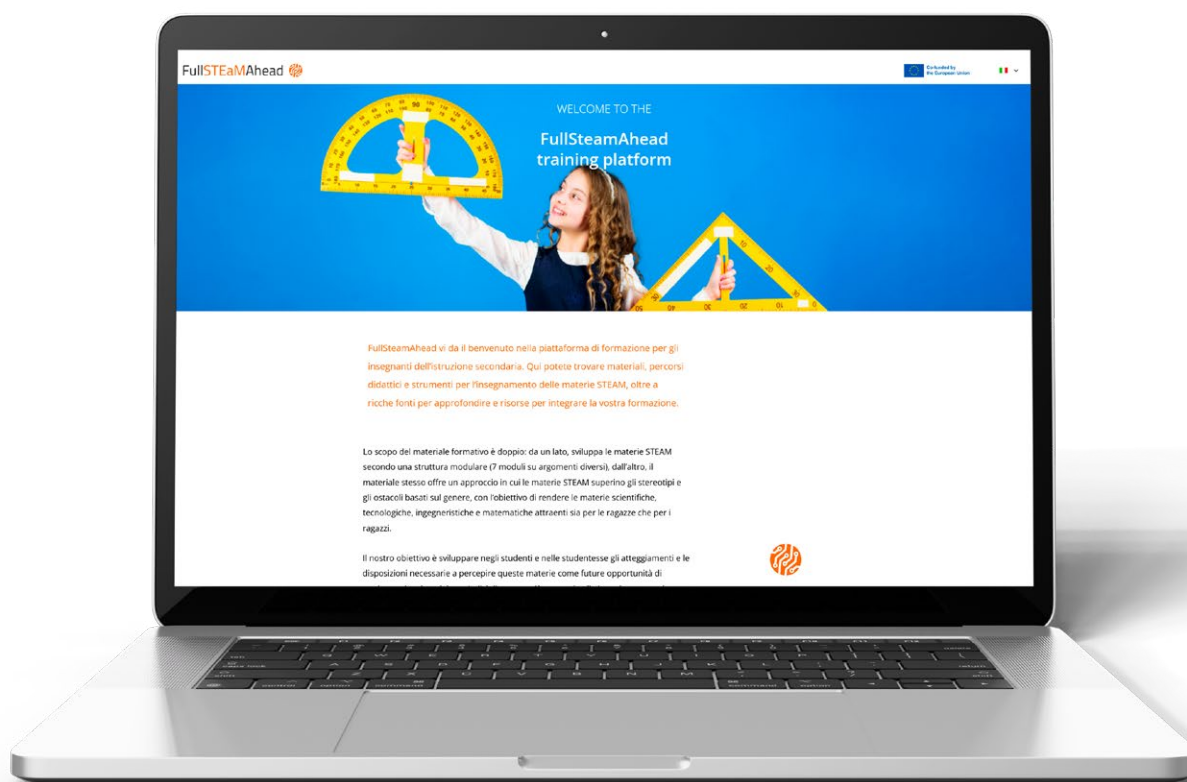 FullSTEaMAhead
Co-funded by
the European Union
WELCOME TO THE
FullSteamAhead
training platform
FullSteamAhead vi da il benvenuto nella piattaforma di formazione per gli
insegnanti dell'istruzione secondaria. Qui potete trovare materiali, percorsi
didattici e strumenti per l'insegnamento delle materie STEAM, oltre a
ricche fonti per approfondire e risorse per integrare la vostra formazione.
Lo scopo del materiale formativo è doppio: da un lato, sviluppa le materie STEAM
secondo una struttura modulare (7 moduli su argomenti diversi), dall'altro, il
materiale stesso offre un approccio in cui le materie STEAM superino gli stereotipi e
gli ostacoli basati sul genere, con l'obiettivo di rendere le materie scientifiche,
tecnologiche, ingegneristiche e matematiche attraenti sia per le ragazze che per i
ragazzi.
Il nostro obiettivo è sviluppare negli studenti e nelle studentesse gli atteggiamenti e le
disposizioni necessarie a percepire queste materie come future opportunità di